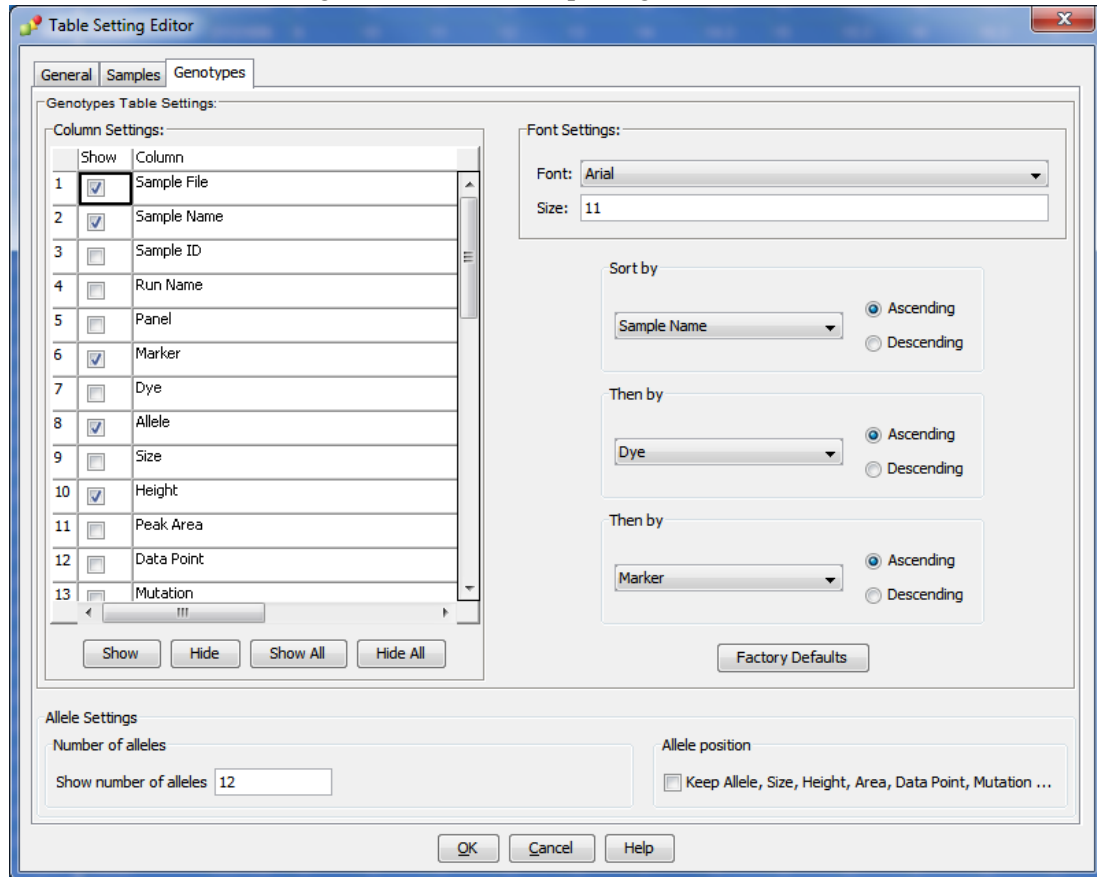 Table Setting Editor
X
General Samples Genotypes
Genotypes Table Settings:
Column Settings:
Show Column
1 Sample File
2 Sample Name
3 Sample ID
4 Run Name
5 Panel
6 Marker
7 Dye
8 Allele
9 Size
10 Height
11 Peak Area
12 Data Point
13 Mutation
Show Hide Show All Hide All
Font Settings:
Font: Arial
Size: 11
Sort by
Sample Name
Ascending
Descending
Then by
Dye
Ascending
Descending
Then by
Marker
Ascending
Descending
Factory Defaults
Allele Settings
Number of alleles
Show number of alleles 12
Allele position
Keep Allele, Size, Height, Area, Data Point, Mutation ...
OK Cancel Help